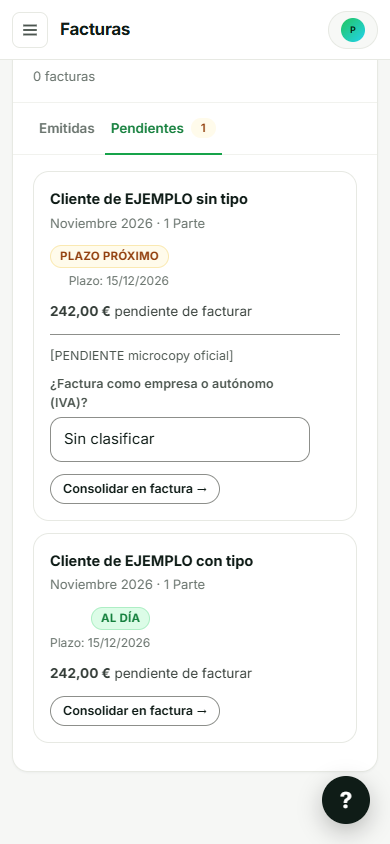 Facturas
P
0 facturas
Emitidas
Pendientes 1
Cliente de EJEMPLO sin tipo
Noviembre 2026 · 1 Parte
PLAZO PRÓXIMO
Plazo: 15/12/2026
242,00 € pendiente de facturar
[PENDIENTE microcopy oficial]
¿Factura como empresa o autónomo
(IVA)?
Sin clasificar
Consolidar en factura →
Cliente de EJEMPLO con tipo
Noviembre 2026 · 1 Parte
AL DÍA
Plazo: 15/12/2026
242,00 € pendiente de facturar
Consolidar en factura →
?